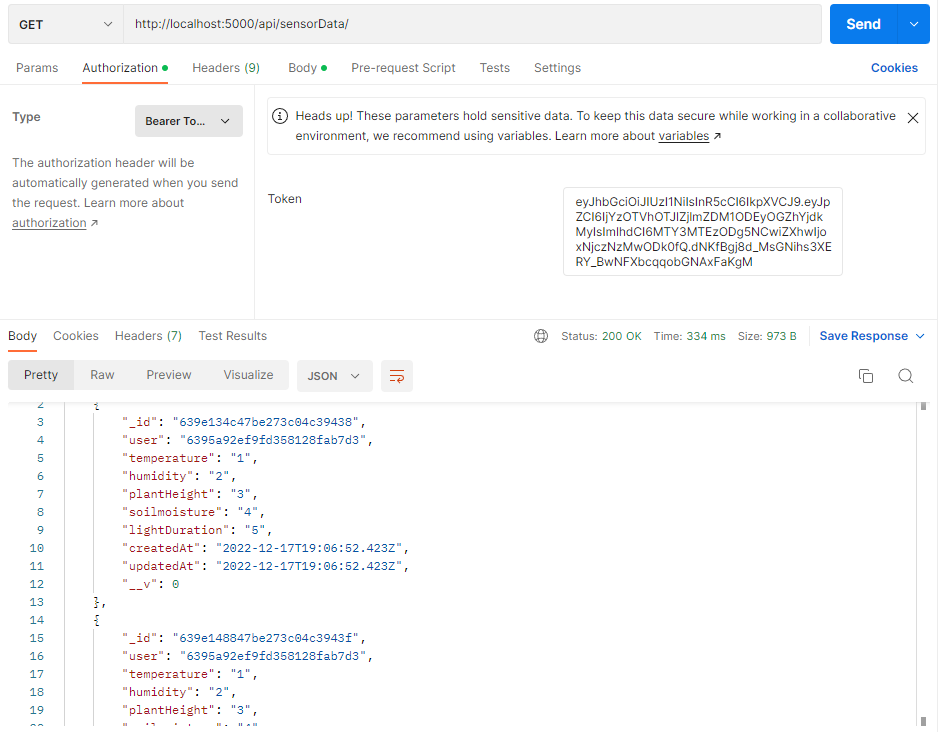 GET http://localhost:5000/api/sensorData/ Send
Params Authorization Headers (9) Body Pre-request Script Tests Settings Cookies
Type Bearer To...
The authorization header will be
automatically generated when you send
the request. Learn more about
authorization ↗
Heads up! These parameters hold sensitive data. To keep this data secure while working in a collaborative
environment, we recommend using variables. Learn more about variables ↗
Token
eyJhbGciOiJIUzI1NiIsInR5cCI6IkpXVCJ9.eyJp
ZCI6IjYzOTVhOTJlZjlmZDM1ODEyOGZhYjdk
MyIsImlhdCI6MTY3MTEzODg5NCwiZXhwIjo
xNjczNzMwODk0fQ.dNKfBgj8d_MsGNihs3XE
RY_BwNFXbcqqobGNAxFaKgM
Body Cookies Headers (7) Test Results Status: 200 OK Time: 334 ms Size: 973 B Save Response
Pretty Raw Preview Visualize JSON
2 {
3 "_id": "639e134c47be273c04c39438",
4 "user": "6395a92ef9fd358128fab7d3",
5 "temperature": "1",
6 "humidity": "2",
7 "plantHeight": "3",
8 "soilmoisture": "4",
9 "lightDuration": "5",
10 "createdAt": "2022-12-17T19:06:52.423Z",
11 "updatedAt": "2022-12-17T19:06:52.423Z",
12 "__v": 0
13 },
14 {
15 "_id": "639e148847be273c04c3943f",
16 "user": "6395a92ef9fd358128fab7d3",
17 "temperature": "1",
18 "humidity": "2",
19 "plantHeight": "3",